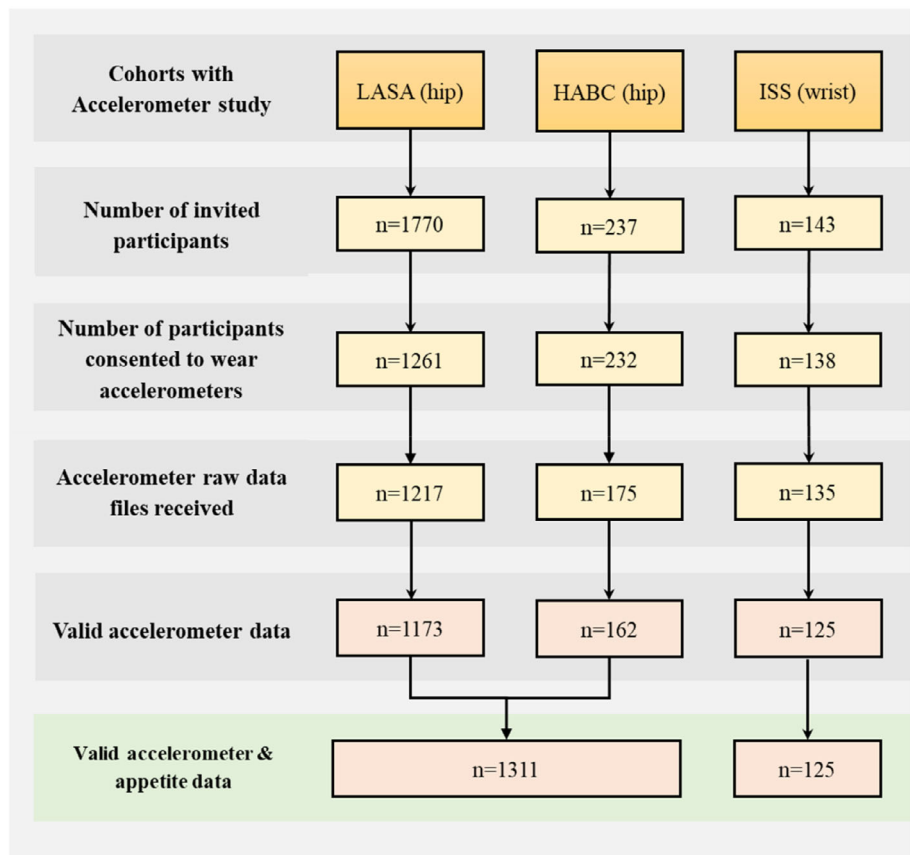 Cohorts with
Accelerometer study
LASA (hip)
HABC (hip)
ISS (wrist)
Number of invited
participants
n=1770
n=237
n=143
Number of participants
consented to wear
accelerometers
n=1261
n=232
n=138
Accelerometer raw data
files received
n=1217
n=175
n=135
Valid accelerometer data
n=1173
n=162
n=125
Valid accelerometer &
appetite data
n=1311
n=125